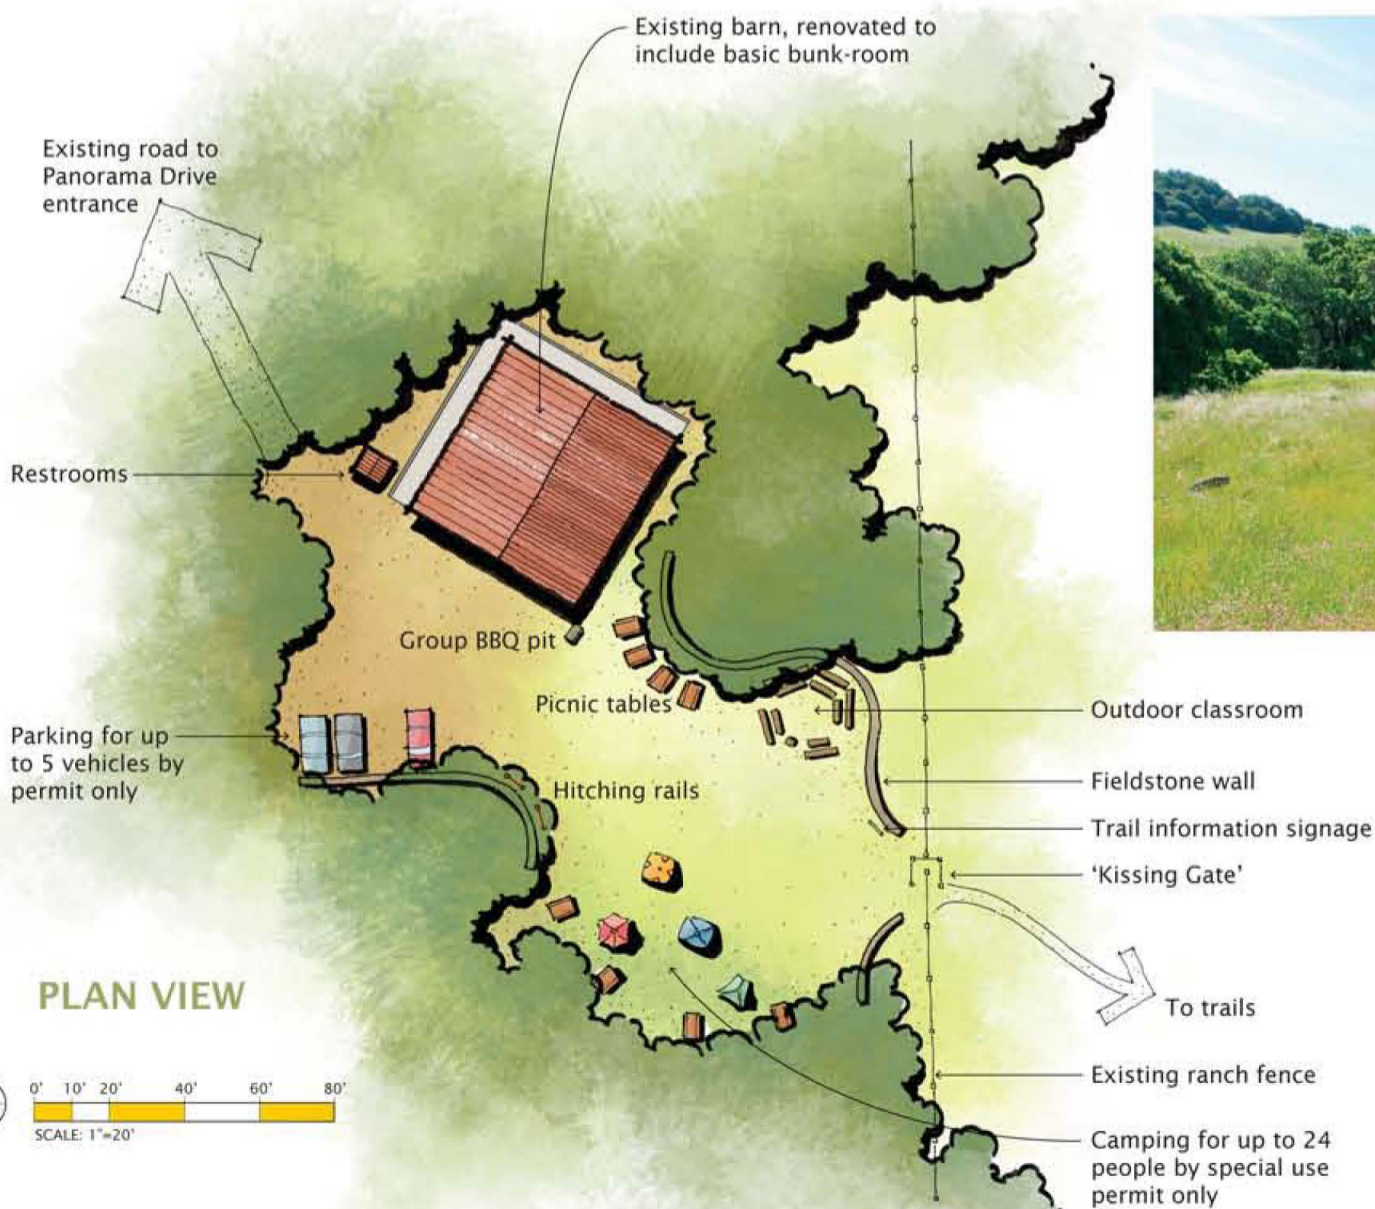 Existing barn, renovated to
include basic bunk-room
Existing road to
Panorama Drive
entrance
Restrooms
Group BBQ pit
Picnic tables
Outdoor classroom
Parking for up
to 5 vehicles by
permit only
Hitching rails
Fieldstone wall
Trail information signage
'Kissing Gate'
PLAN VIEW
To trails
Existing ranch fence
0' 10' 20' 40' 60' 80'
SCALE: 1"=20'
Camping for up to 24
people by special use
permit only